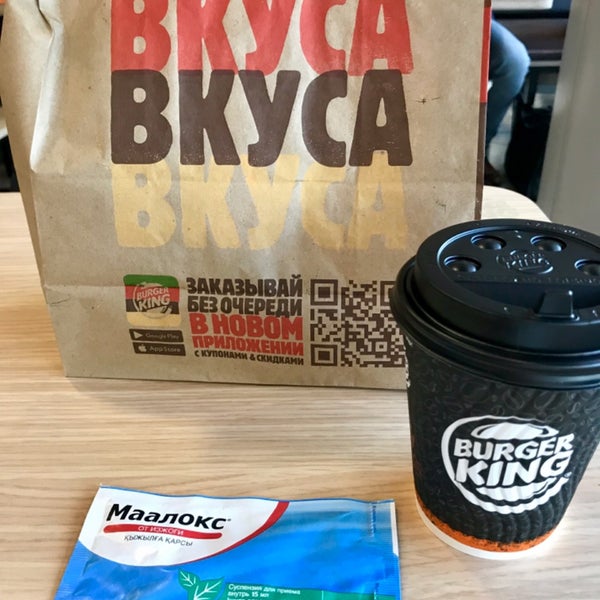 ВКУСА
ВКУСА
ВКУСА
BURGER
KING
Google Play
App Store
ЗАКАЗЫВАЙ
БЕЗ ОЧЕРЕДИ
В НОВОМ
ПРИЛОЖЕНИИ
С КУПОНАМИ & СКИДКАМИ
BURGER
KING
Маалокс®
ОТ ИЗЖОГИ
ҚЫЖЫЛҒА ҚАРСЫ
Суспензия для приема
внутрь 15 мл